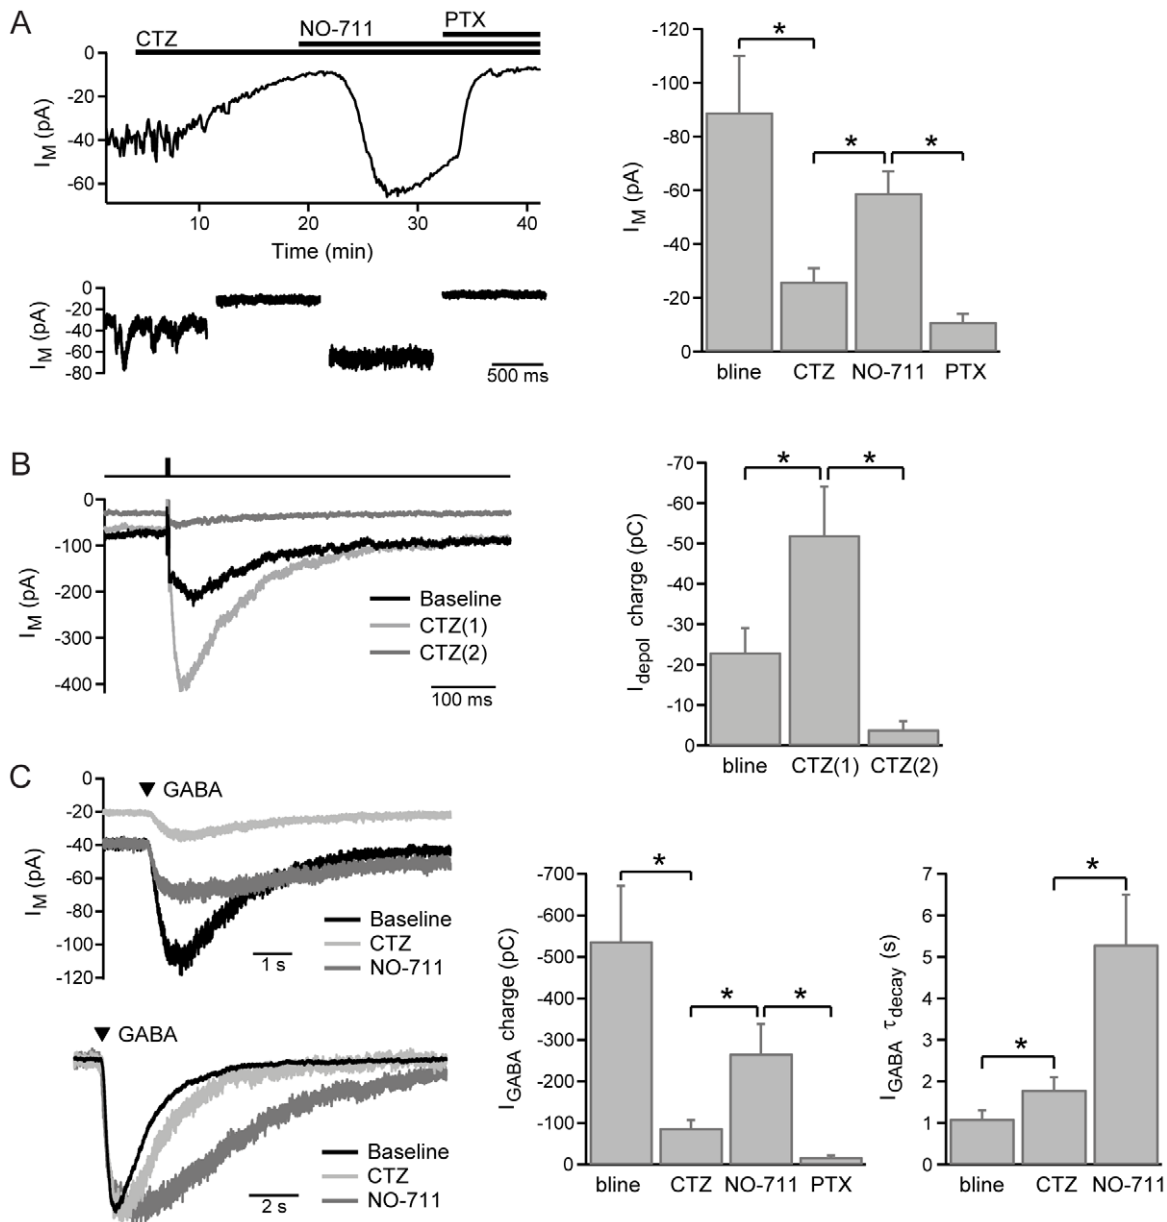 A
CTZ
NO-711
PTX
0
-20
-40
-60
I_M (pA)
10
20
30
40
Time (min)
0
-20
-40
-60
-80
I_M (pA)
500 ms
-120
-100
-80
-60
-40
-20
0
I_M (pA)
*
*
*
bline
CTZ
NO-711
PTX
B
0
-100
-200
-300
-400
I_M (pA)
Baseline
CTZ(1)
CTZ(2)
100 ms
-70
-60
-50
-40
-30
-20
-10
0
I_depol charge (pC)
*
*
bline
CTZ(1)
CTZ(2)
C
GABA
0
-20
-40
-60
-80
-100
-120
I_M (pA)
Baseline
CTZ
NO-711
1 s
GABA
Baseline
CTZ
NO-711
2 s
-700
-600
-500
-400
-300
-200
-100
0
I_GABA charge (pC)
*
*
*
bline
CTZ
NO-711
PTX
7
6
5
4
3
2
1
0
I_GABA τ_decay (s)
*
*
bline
CTZ
NO-711